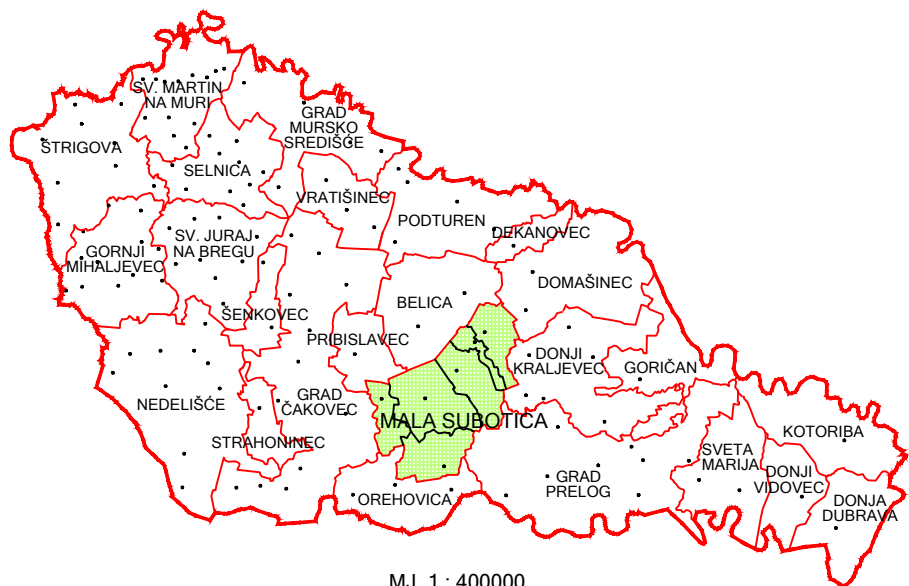 SV. MARTIN
NA MURI
GRAD
MURSKO
SREDIŠĆE
ŠTRIGOVA
SELNICA
VRATIŠINEC
PODTUREN
DEKANOVEC
GORNJI
MIHALJEVEC
SV. JURAJ
NA BREGU
DOMAŠINEC
BELICA
ŠENKOVEC
PRIBISLAVEC
DONJI
KRALJEVEC
GORIČAN
NEDELIŠĆE
GRAD
ČAKOVEC
MALA SUBOTICA
STRAHONINEC
KOTORIBA
SVETA
MARIJA
DONJI
VIDOVEC
GRAD
PRELOG
OREHOVICA
DONJA
DUBRAVA
MJ. 1 : 400000